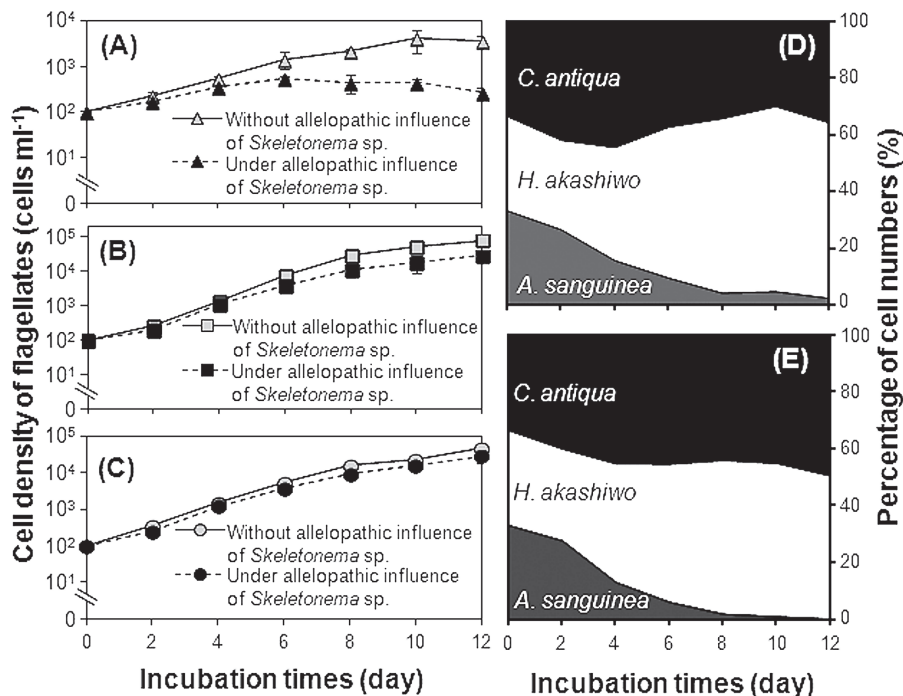 Cell density of flagellates (cells ml-1)
(A)
10⁴
10³
10²
10¹
0
Without allelopathic influence
of Skeletonema sp.
Under allelopathic influence
of Skeletonema sp.
(B)
10⁵
10⁴
10³
10²
10¹
0
Without allelopathic influence
of Skeletonema sp.
Under allelopathic influence
of Skeletonema sp.
(C)
10⁵
10⁴
10³
10²
10¹
0
Without allelopathic influence
of Skeletonema sp.
Under allelopathic influence
of Skeletonema sp.
0 2 4 6 8 10 12
Incubation times (day)
(D)
C. antiqua
H. akashiwo
A. sanguinea
100
80
60
40
20
0
(E)
C. antiqua
H. akashiwo
A. sanguinea
100
80
60
40
20
0
Percentage of cell numbers (%)
0 2 4 6 8 10 12
Incubation times (day)